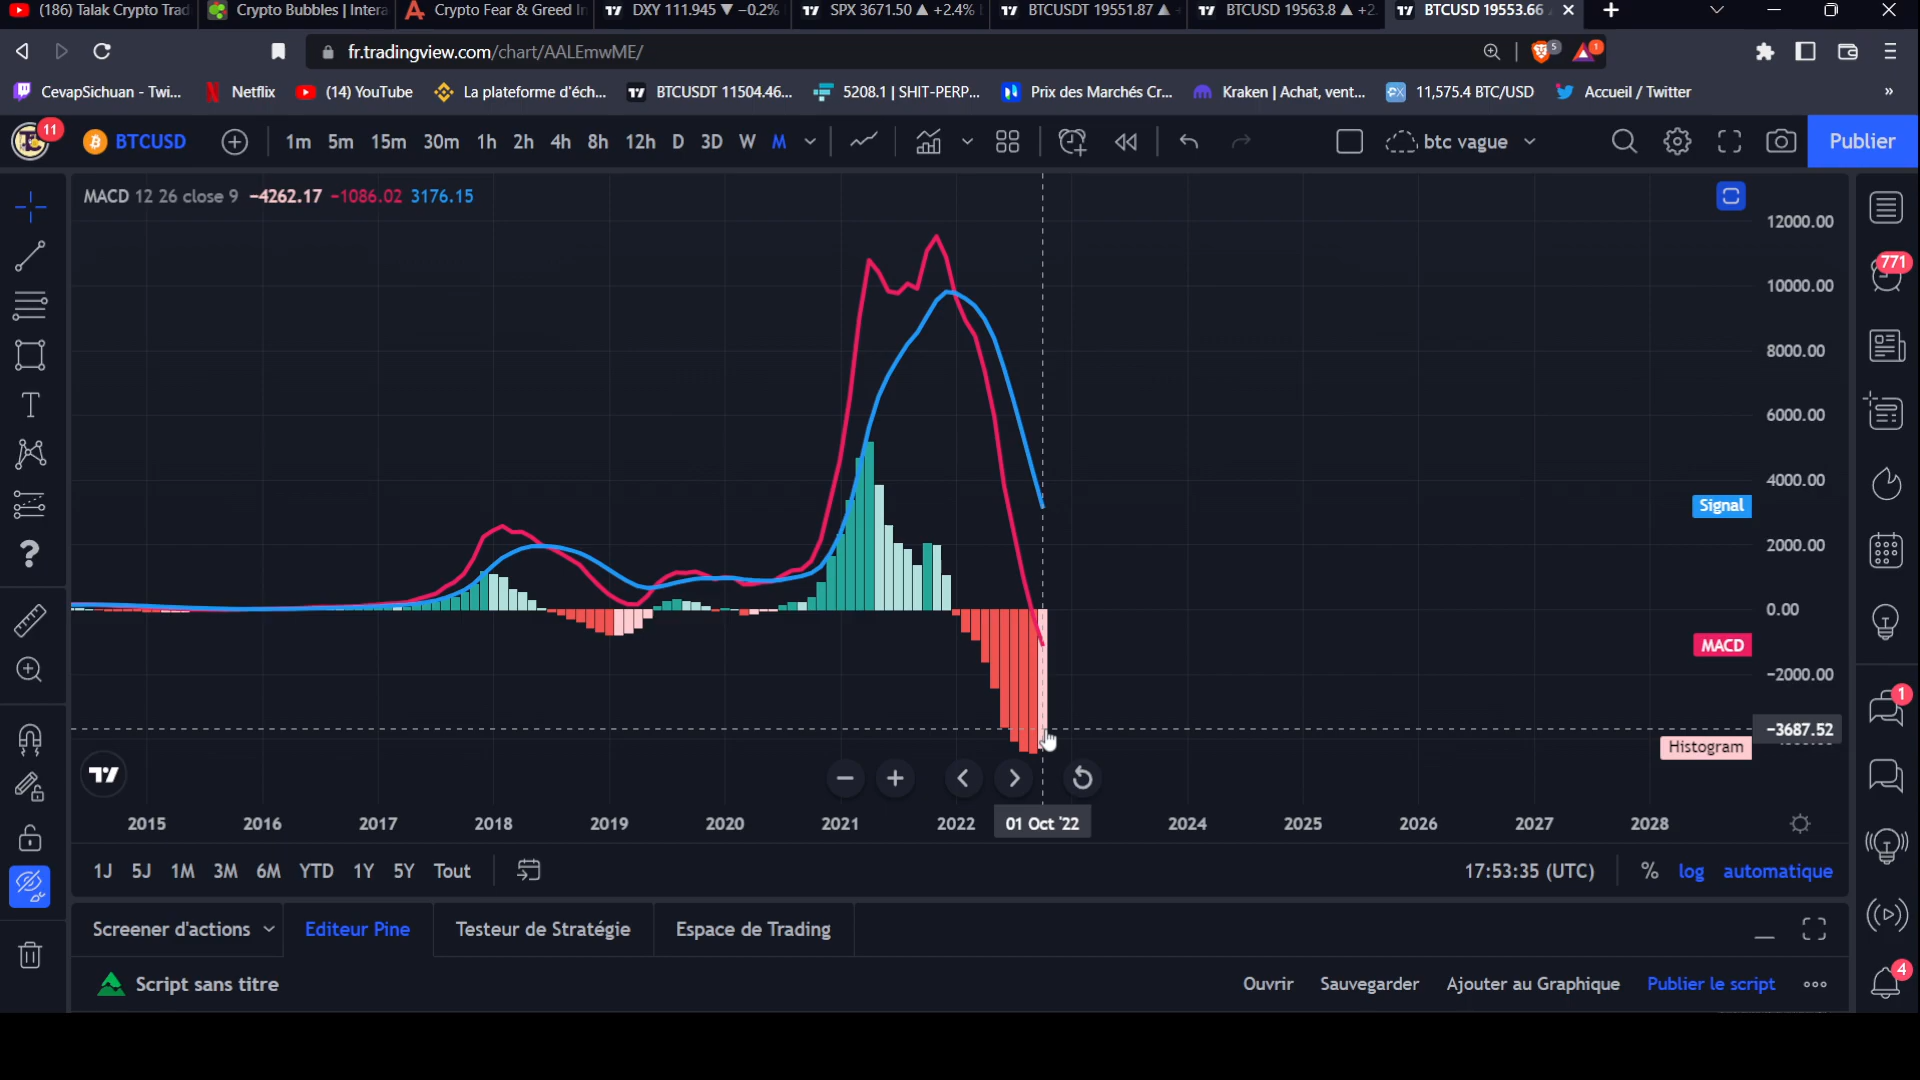 (186) Talak Crypto Trad Crypto Bubbles | Intera Crypto Fear & Greed In DXY 111.945 ▼ −0.2% SPX 3671.50 ▲ +2.4% BTCUSDT 19551.87 ▲ BTCUSD 19563.8 ▲ +2. BTCUSD 19553.66
fr.tradingview.com/chart/AALEmwME/ 5 1
CevapSichuan - Twi... Netflix (14) YouTube La plateforme d'éch... BTCUSDT 11504.46... 5208.1 | SHIT-PERP... Prix des Marchés Cr... Kraken | Achat, vent... 11,575.4 BTC/USD Accueil / Twitter »
11 BTCUSD 1m 5m 15m 30m 1h 2h 4h 8h 12h D 3D W M btc vague Publier
MACD 12 26 close 9 −4262.17 −1086.02 3176.15
12000.00
771
10000.00
8000.00
6000.00
4000.00
Signal
2000.00
0.00
MACD
−2000.00
1
−3687.52
Histogram
2015 2016 2017 2018 2019 2020 2021 2022 01 Oct '22 2024 2025 2026 2027 2028
1J 5J 1M 3M 6M YTD 1Y 5Y Tout 17:53:35 (UTC) % log automatique
Screener d'actions Editeur Pine Testeur de Stratégie Espace de Trading
4
Script sans titre Ouvrir Sauvegarder Ajouter au Graphique Publier le script